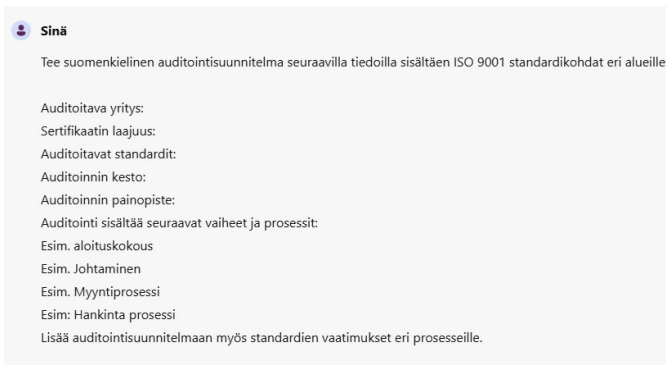 Sinä
Tee suomenkielinen auditointisuunnitelma seuraavilla tiedoilla sisältäen ISO 9001 standardikohdat eri alueille
Auditoitava yritys:
Sertifikaatin laajuus:
Auditoitavat standardit:
Auditoinnin kesto:
Auditoinnin painopiste:
Auditointi sisältää seuraavat vaiheet ja prosessit:
Esim. aloituskokous
Esim. Johtaminen
Esim. Myyntiprosessi
Esim: Hankinta prosessi
Lisää auditointisuunnitelmaan myös standardien vaatimukset eri prosesseille.